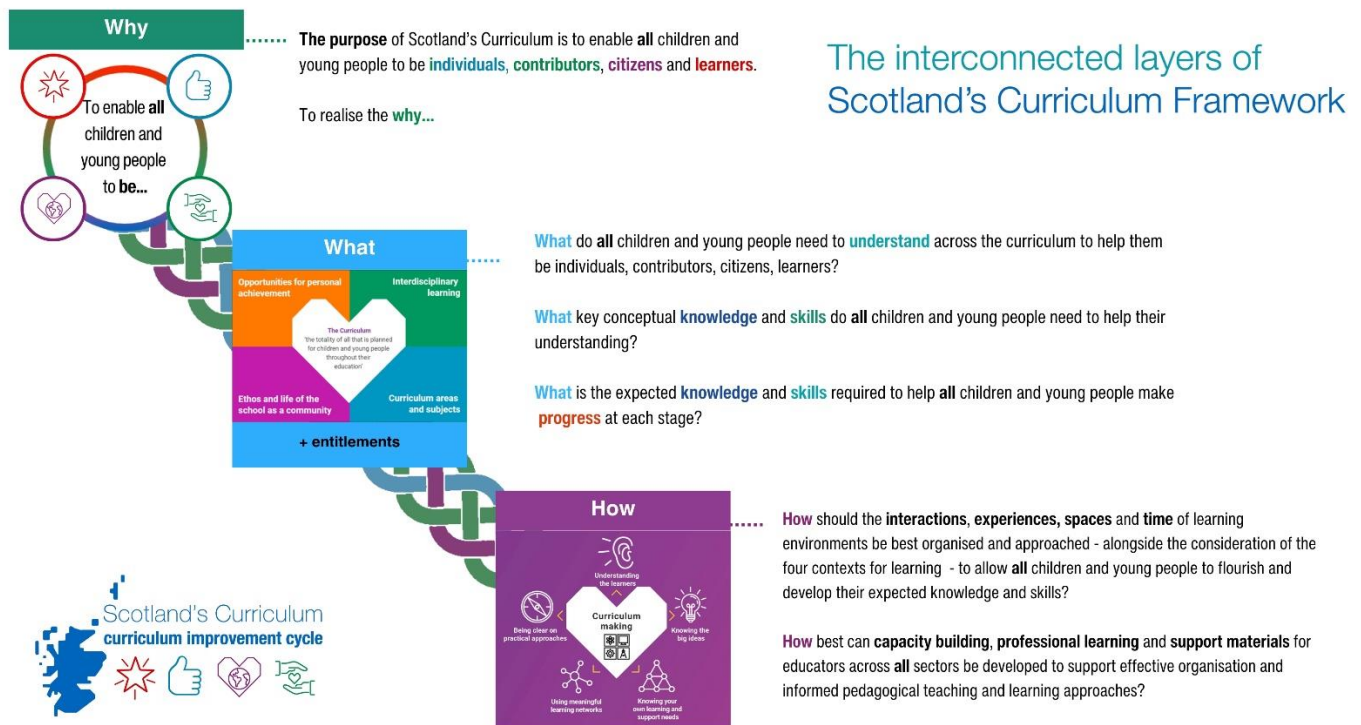 Why
To enable all
children and
young people
to be...
The purpose of Scotland's Curriculum is to enable all children and
young people to be individuals, contributors, citizens and learners.
To realise the why...
The interconnected layers of
Scotland's Curriculum Framework
What
Opportunities for personal
achievement
Interdisciplinary
learning
The Curriculum
'the totality of all that is planned
for children and young people
throughout their
education'
Ethos and life of the
school as a community
Curriculum areas
and subjects
+ entitlements
What do all children and young people need to understand across the curriculum to help them
be individuals, contributors, citizens, learners?
What key conceptual knowledge and skills do all children and young people need to help their
understanding?
What is the expected knowledge and skills required to help all children and young people make
progress at each stage?
How
Understanding
the learners
Being clear on
practical approaches
Curriculum
making
Knowing the
big ideas
Using meaningful
learning networks
Knowing your
own learning and
support needs
How should the interactions, experiences, spaces and time of learning
environments be best organised and approached - alongside the consideration of the
four contexts for learning - to allow all children and young people to flourish and
develop their expected knowledge and skills?
How best can capacity building, professional learning and support materials for
educators across all sectors be developed to support effective organisation and
informed pedagogical teaching and learning approaches?
Scotland's Curriculum
curriculum improvement cycle